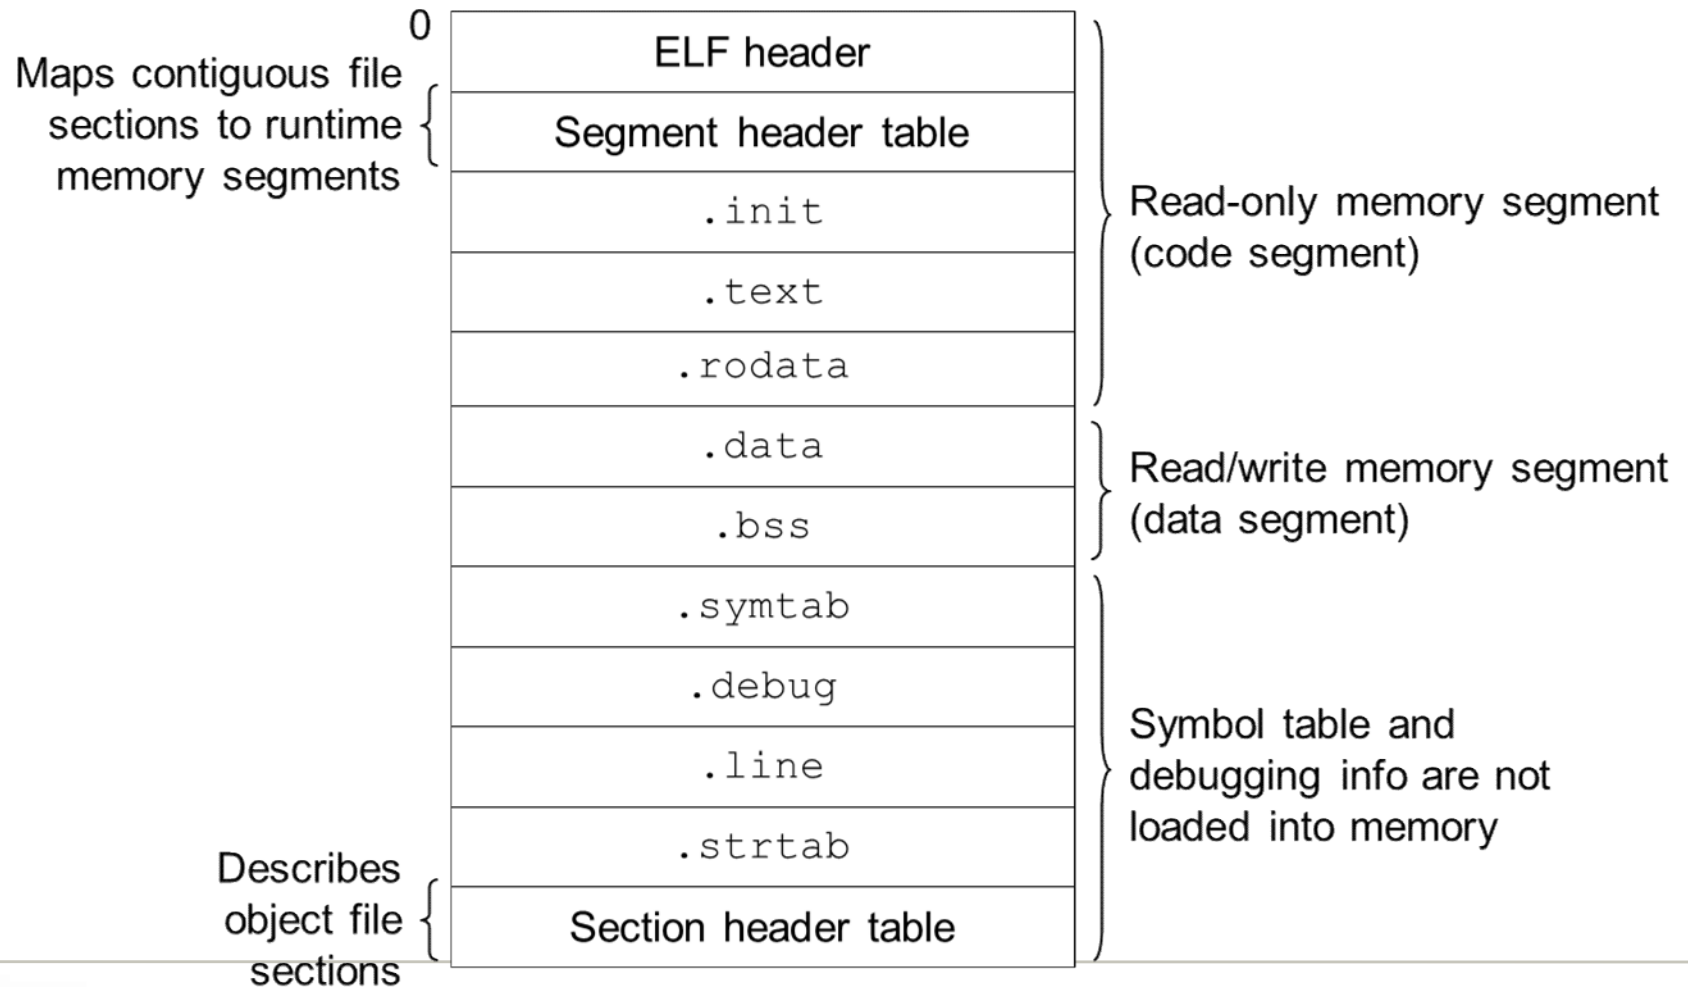 0
Maps contiguous file
sections to runtime
memory segments
ELF header
Segment header table
.init
.text
.rodata
.data
.bss
.symtab
.debug
.line
.strtab
Section header table
Describes
object file
sections
Read-only memory segment
(code segment)
Read/write memory segment
(data segment)
Symbol table and
debugging info are not
loaded into memory